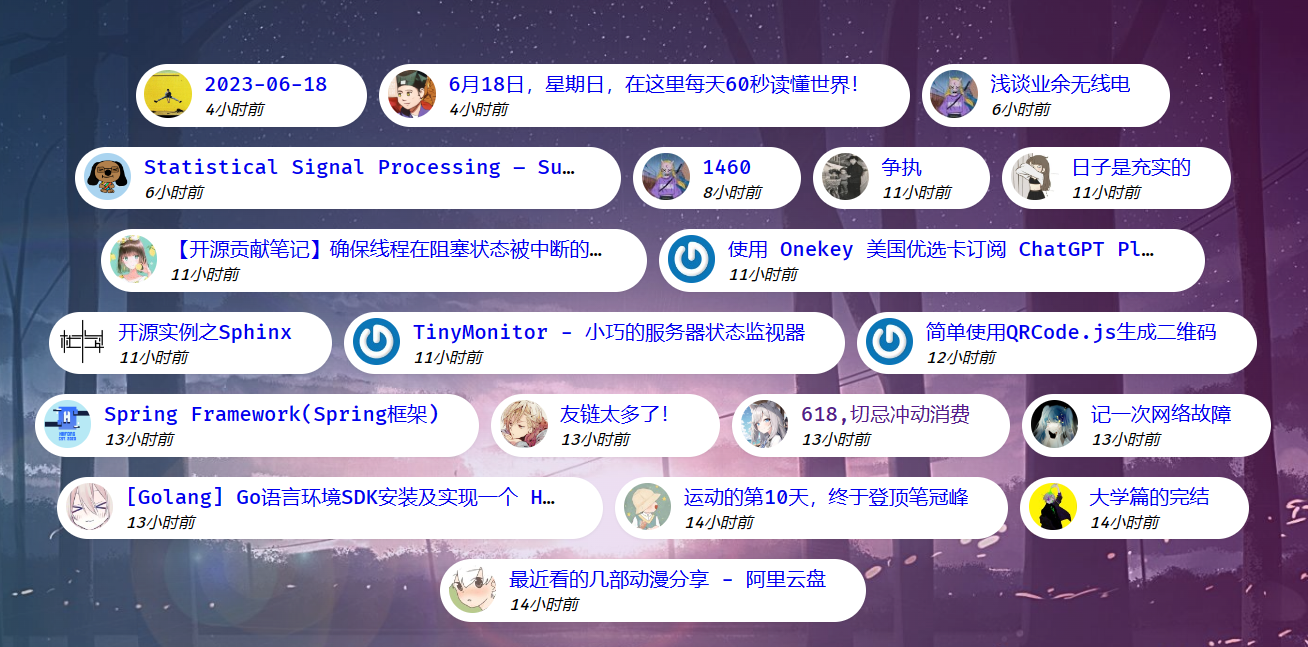 2023-06-18
4小时前
6月18日，星期日，在这里每天60秒读懂世界！
4小时前
浅谈业余无线电
6小时前
Statistical Signal Processing – Su…
6小时前
1460
8小时前
争执
11小时前
日子是充实的
11小时前
【开源贡献笔记】确保线程在阻塞状态被中断的…
11小时前
使用 Onekey 美国优选卡订阅 ChatGPT Pl…
11小时前
开源实例之Sphinx
11小时前
TinyMonitor - 小巧的服务器状态监视器
11小时前
简单使用QRCode.js生成二维码
12小时前
Spring Framework(Spring框架)
13小时前
友链太多了！
13小时前
618,切忌冲动消费
13小时前
记一次网络故障
13小时前
[Golang] Go语言环境SDK安装及实现一个 H…
13小时前
运动的第10天，终于登顶笔冠峰
14小时前
大学篇的完结
14小时前
最近看的几部动漫分享 - 阿里云盘
14小时前